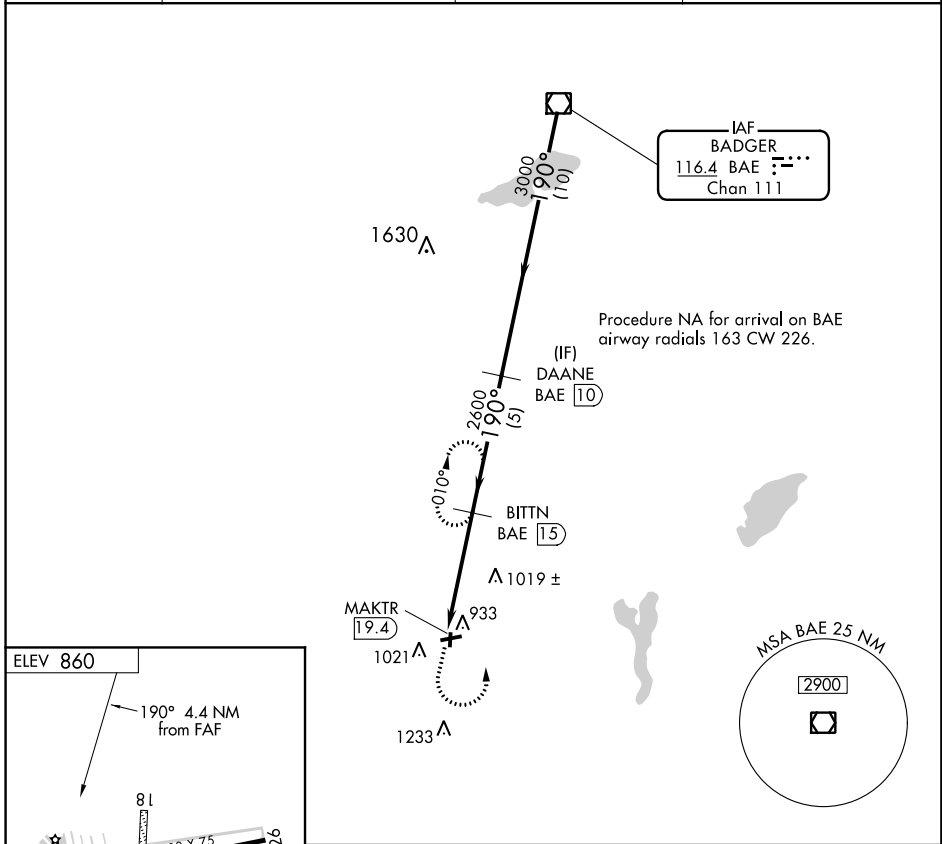 IAF
BADGER
116.4 BAE
Chan 111
3000
190°
(10)
1630
Procedure NA for arrival on BAE
airway radials 163 CW 226.
(IF)
DAANE
BAE 10
2600
190°
(5)
010°
BITTN
BAE 15
1019 ±
MAKTR
19.4
933
1021
1233
MSA BAE 25 NM
2900
ELEV 860
190° 4.4 NM
from FAF
18
X 75
26